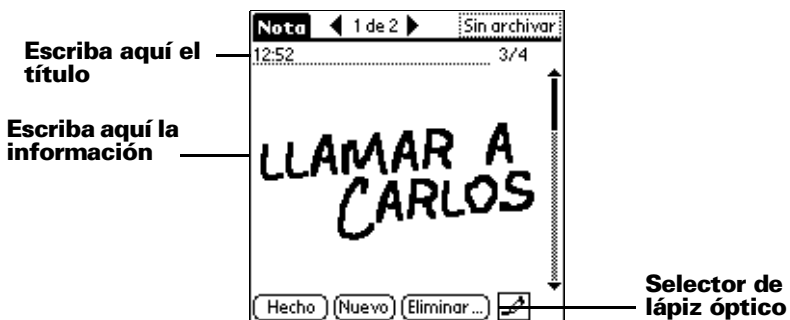 Nota 1 de 2 Sin archivar
Escriba aquí el
título
12:52 3/4
Escriba aquí la
información
LLAMAR A
CARLOS
Hecho Nuevo Eliminar...
Selector de
lápiz óptico